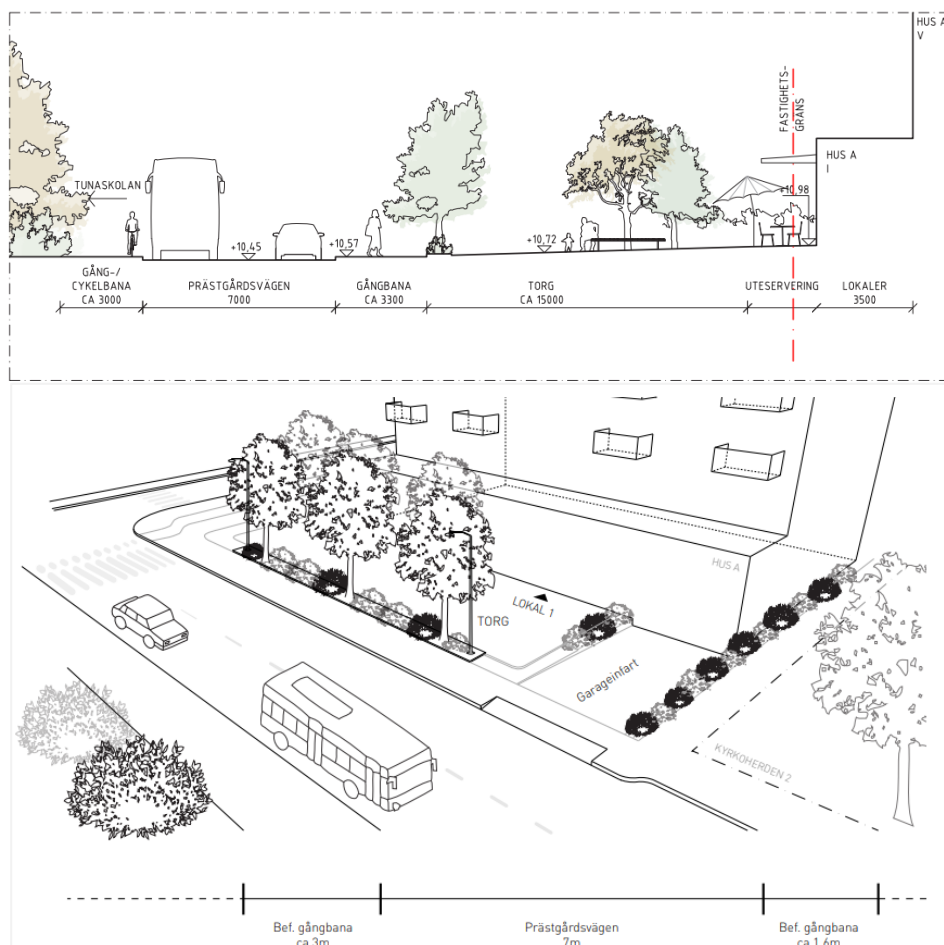 HUS A
V
FASTIGHETS-
GRÄNS
HUS A
I
TUNASKOLAN
+10,98
+10,45
+10,57
+10,72
GÅNG-/
CYKELBANA
CA 3000
PRÄSTGÅRDSVÄGEN
7000
GÅNGBANA
CA 3300
TORG
CA 15000
UTESERVERING
LOKALER
3500
HUS A
LOKAL 1
TORG
Garageinfart
KYRKOHERDEN 2
Bef. gångbana
ca 3m
Prästgårdsvägen
7m
Bef. gångbana
ca 1,6m